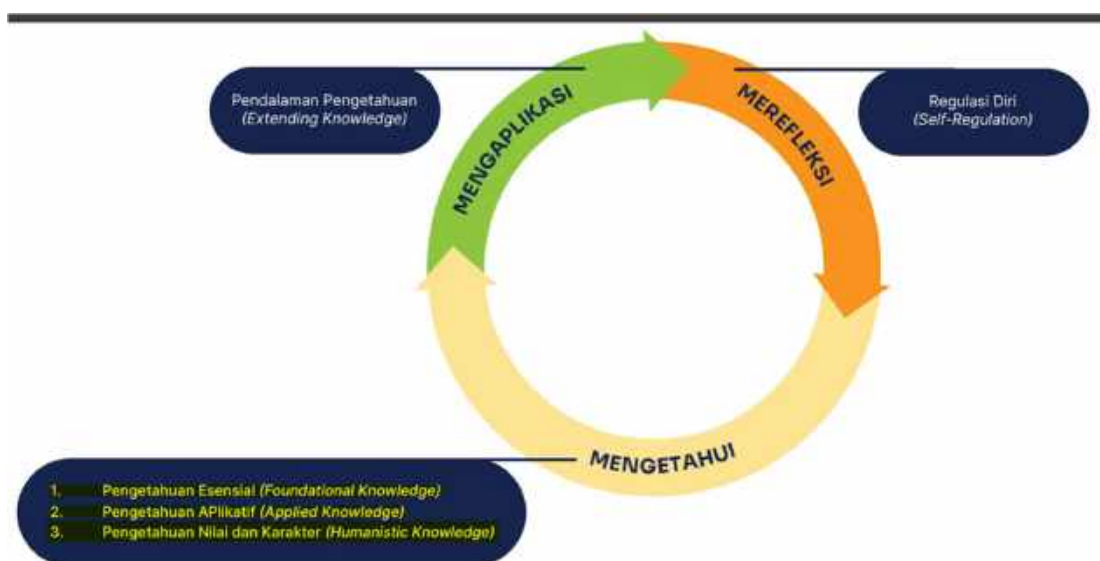 Pendalaman Pengetahuan
(Extending Knowledge)
MENGAPLIKASI
MEREFLEKSI
Regulasi Diri
(Self-Regulation)
MENGETAHUI
1. Pengetahuan Esensial (Foundational Knowledge)
2. Pengetahuan APlikatif (Applied Knowledge)
3. Pengetahuan Nilai dan Karakter (Humanistic Knowledge)